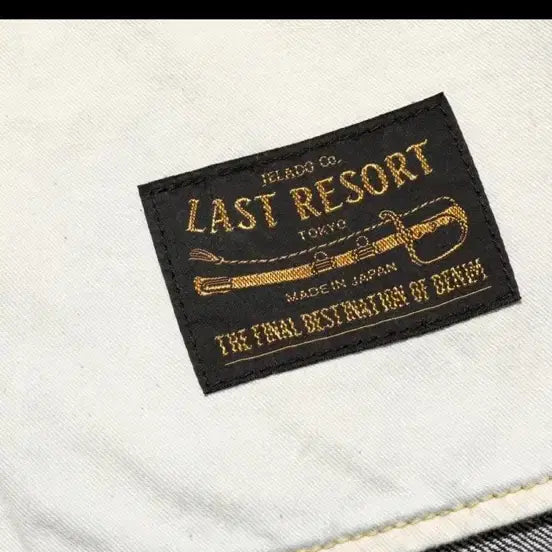 JELADO Co.
LAST RESORT
TOKYO
MADE IN JAPAN
THE FINAL DESTINATION OF DENIM